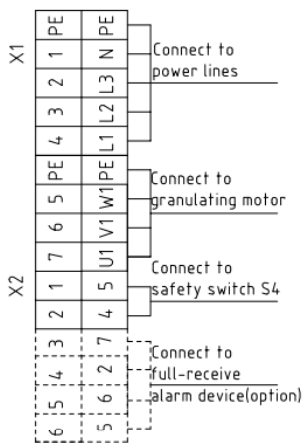 X1
PE PE
1 N
2 L3
3 L2
4 L1
Connect to
power lines
PE PE
5 W1
6 V1
7 U1
Connect to
granulating motor
X2
1 5
2 4
Connect to
safety switch S4
3 7
4 2
5 6
6 5
Connect to
full-receive
alarm device(option)